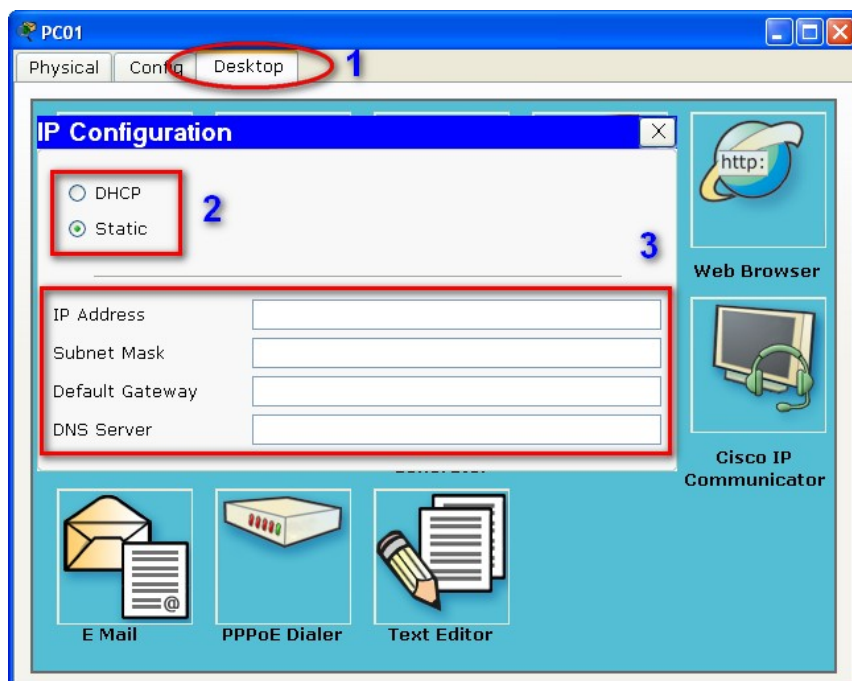 PC01
Physical
Config
Desktop
1
IP Configuration
X
DHCP
Static
2
3
IP Address
Subnet Mask
Default Gateway
DNS Server
http:
Web Browser
Cisco IP
Communicator
@
E Mail
PPPoE Dialer
Text Editor